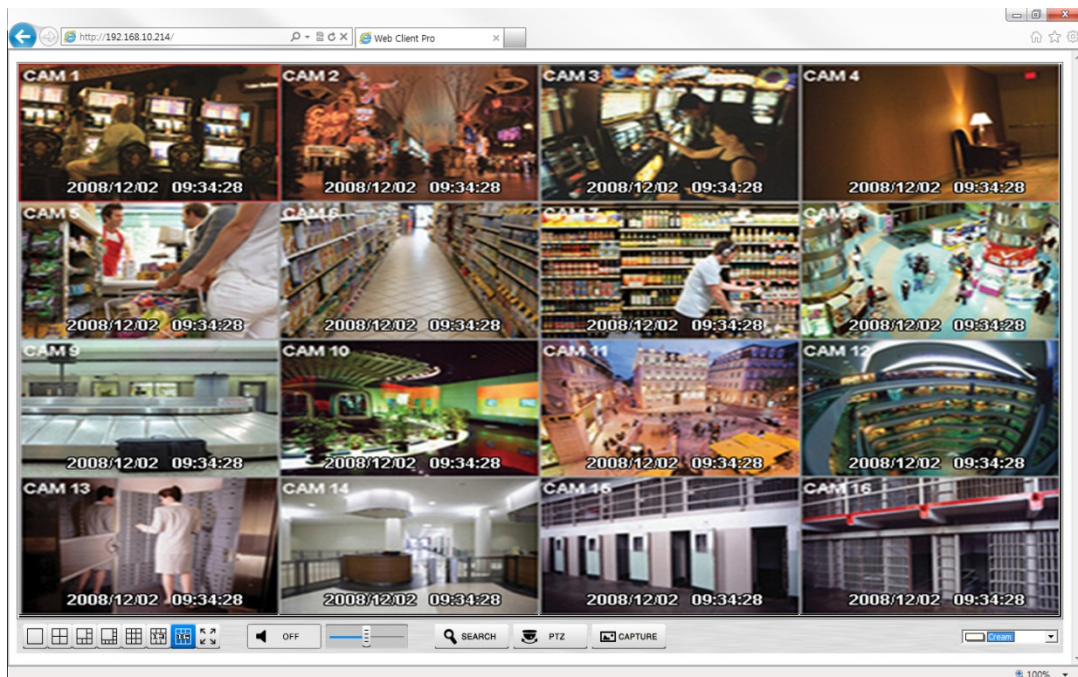 http://192.168.10.214/
Web Client Pro
CAM 1
CAM 2
CAM 3
CAM 4
2008/12/02 09:34:28
2008/12/02 09:34:28
2008/12/02 09:34:28
2008/12/02 09:34:28
CAM 5
CAM 6
CAM 7
CAM 8
2008/12/02 09:34:28
2008/12/02 09:34:28
2008/12/02 09:34:28
2008/12/02 09:34:28
CAM 9
CAM 10
CAM 11
CAM 12
2008/12/02 09:34:28
2008/12/02 09:34:28
2008/12/02 09:34:28
2008/12/02 09:34:28
CAM 13
CAM 14
CAM 15
CAM 16
2008/12/02 09:34:28
2008/12/02 09:34:28
2008/12/02 09:34:28
2008/12/02 09:34:28
OFF
SEARCH
PTZ
CAPTURE
Cream
100%